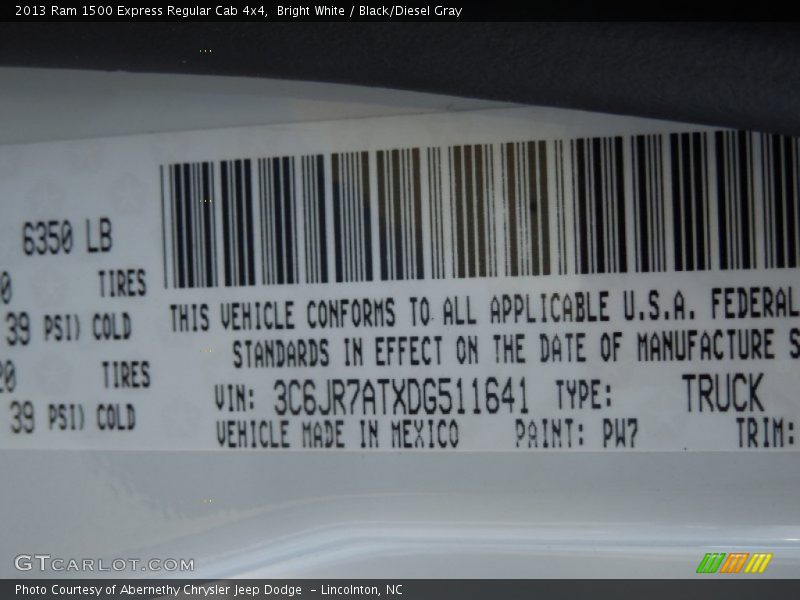 2013 Ram 1500 Express Regular Cab 4x4,  Bright White / Black/Diesel Gray
6350 LB
0 TIRES
39 PSI) COLD
20 TIRES
39 PSI) COLD
THIS VEHICLE CONFORMS TO ALL APPLICABLE U.S.A. FEDERAL
STANDARDS IN EFFECT ON THE DATE OF MANUFACTURE S
VIN: 3C6JR7ATXDG511641 TYPE: TRUCK
VEHICLE MADE IN MEXICO PAINT: PW7 TRIM:
GTCARLOT.COM
Photo Courtesy of Abernethy Chrysler Jeep Dodge  – Lincolnton, NC